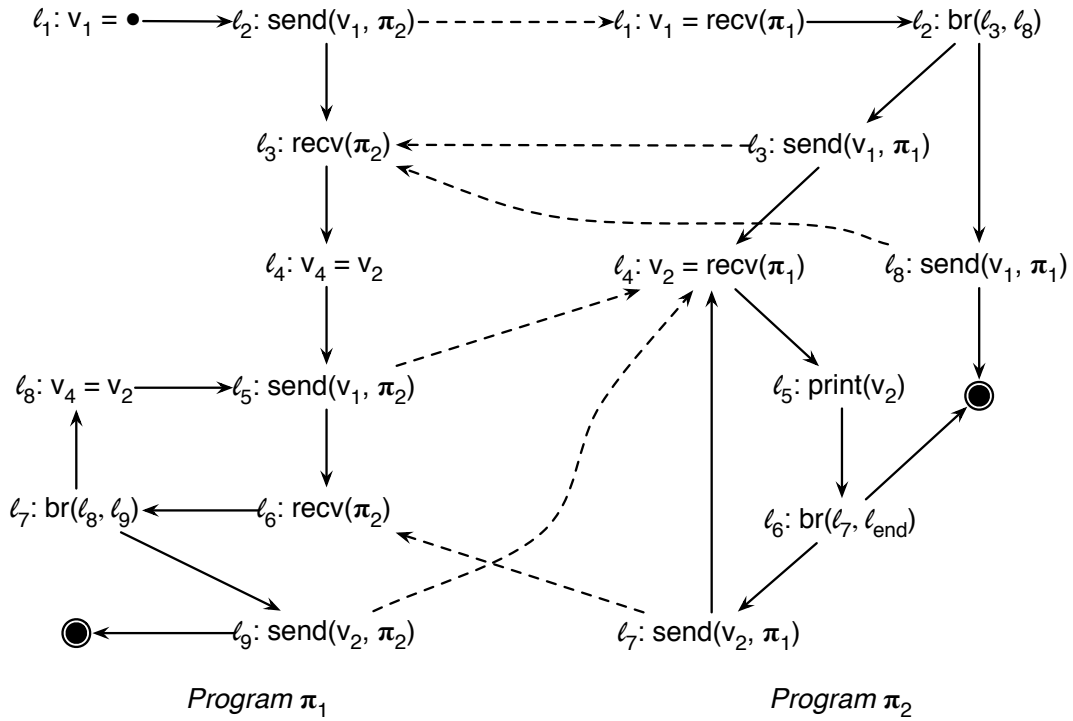 ℓ1: v1 = • ℓ2: send(v1, π2) ℓ1: v1 = recv(π1) ℓ2: br(ℓ3, ℓ8)
ℓ3: recv(π2) ℓ3: send(v1, π1)
ℓ4: v4 = v2 ℓ4: v2 = recv(π1) ℓ8: send(v1, π1)
ℓ8: v4 = v2 ℓ5: send(v1, π2) ℓ5: print(v2)
ℓ7: br(ℓ8, ℓ9) ℓ6: recv(π2) ℓ6: br(ℓ7, ℓend)
ℓ9: send(v2, π2) ℓ7: send(v2, π1)
Program π1 Program π2